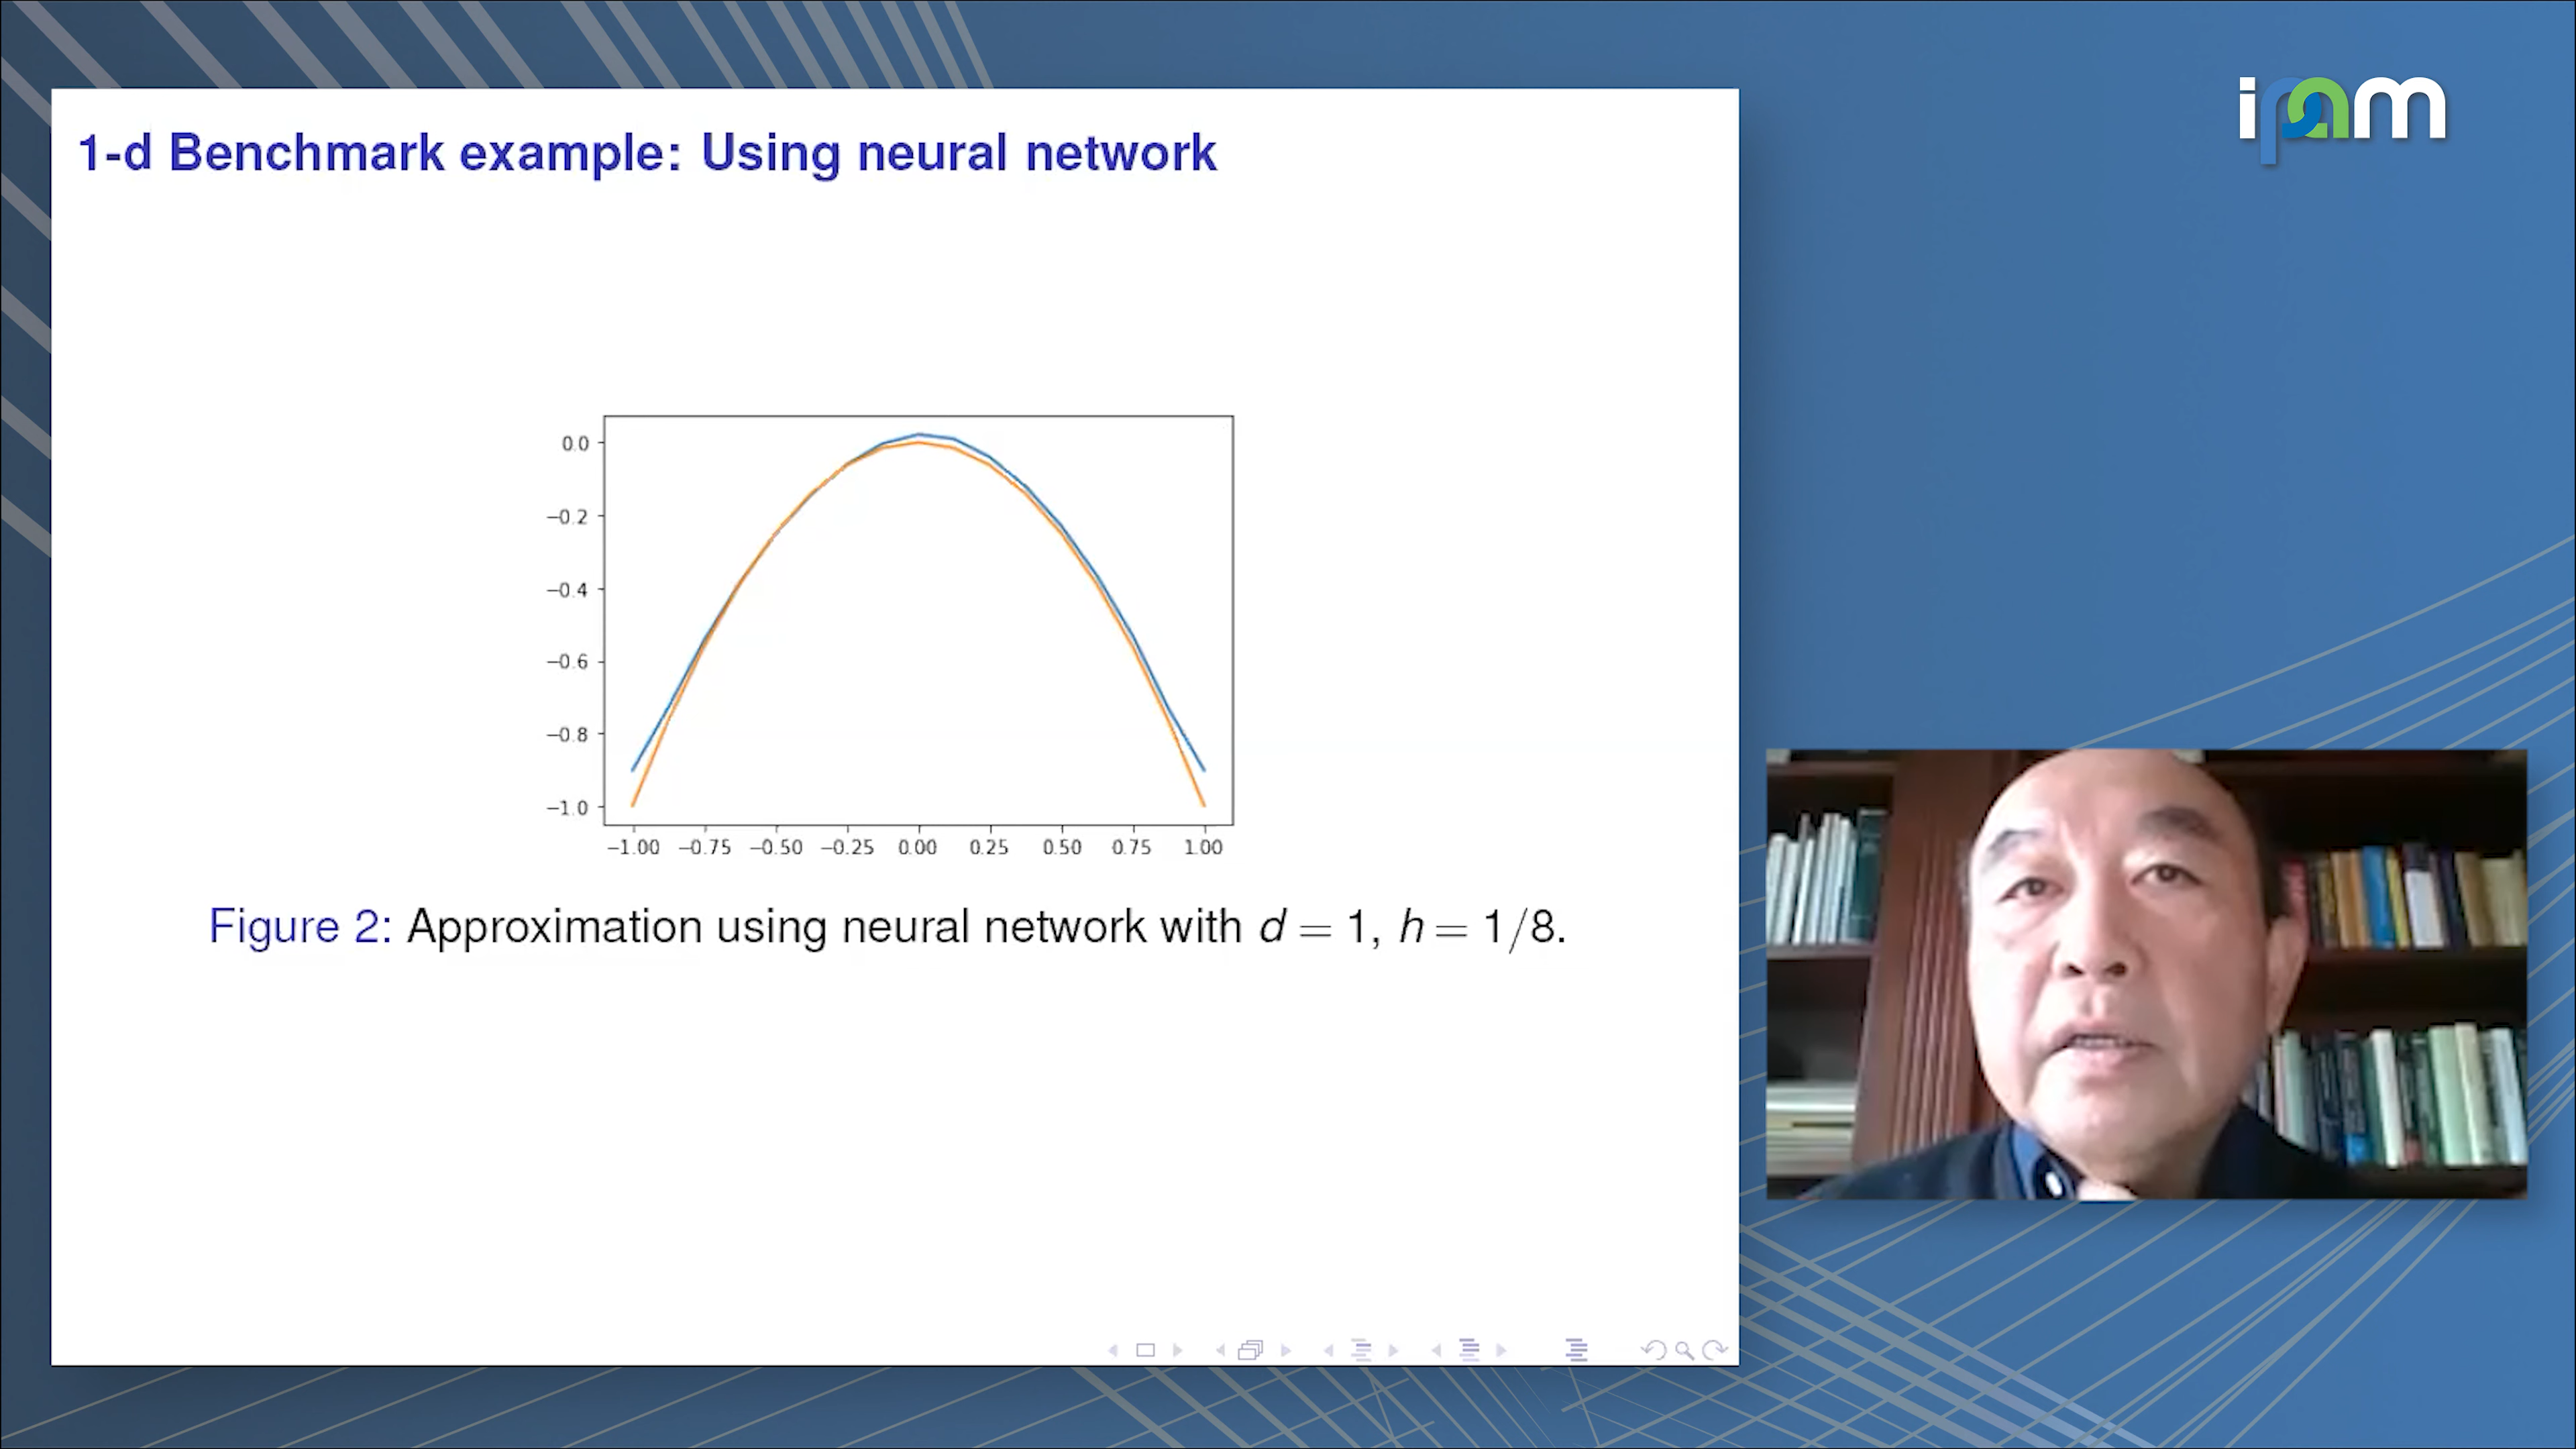 ipam
1-d Benchmark example: Using neural network
0.0
−0.2
−0.4
−0.6
−0.8
−1.0
−1.00 −0.75 −0.50 −0.25 0.00 0.25 0.50 0.75 1.00
Figure 2: Approximation using neural network with d = 1, h = 1/8.